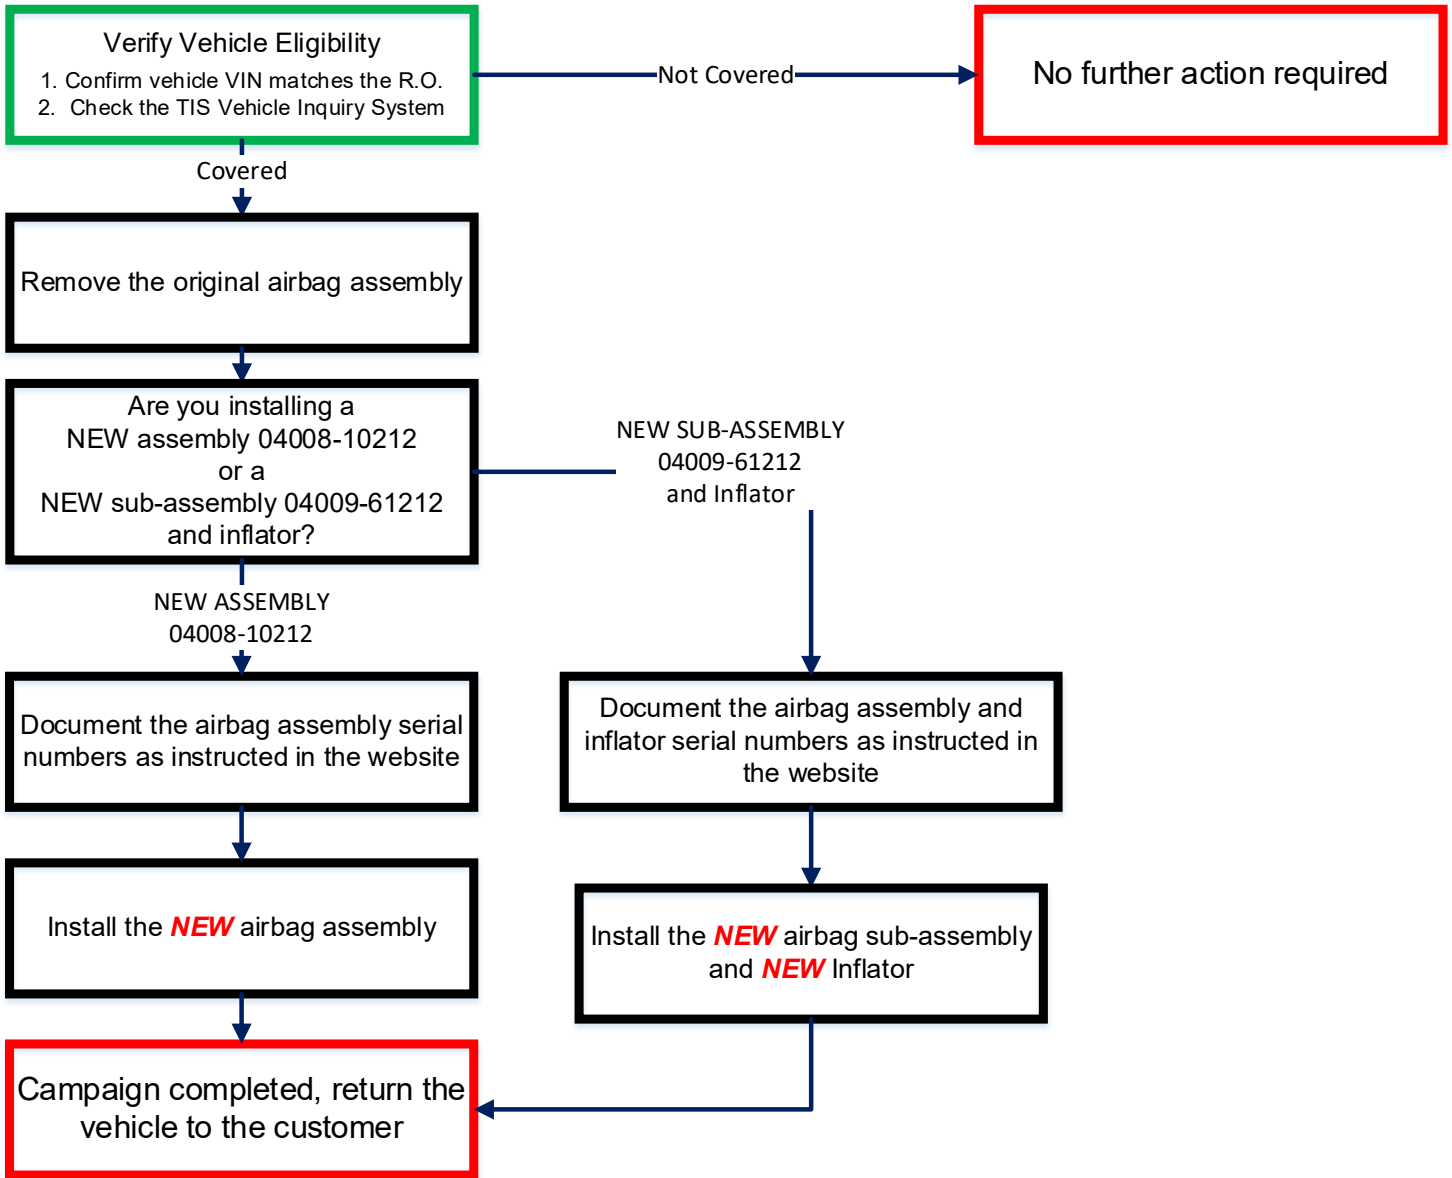 Verify Vehicle Eligibility
1. Confirm vehicle VIN matches the R.O.
2. Check the TIS Vehicle Inquiry System
Not Covered
No further action required
Covered
Remove the original airbag assembly
Are you installing a
NEW assembly 04008-10212
or a
NEW sub-assembly 04009-61212
and inflator?
NEW SUB-ASSEMBLY
04009-61212
and Inflator
NEW ASSEMBLY
04008-10212
Document the airbag assembly serial
numbers as instructed in the website
Document the airbag assembly and
inflator serial numbers as instructed in
the website
Install the NEW airbag assembly
Install the NEW airbag sub-assembly
and NEW Inflator
Campaign completed, return the
vehicle to the customer